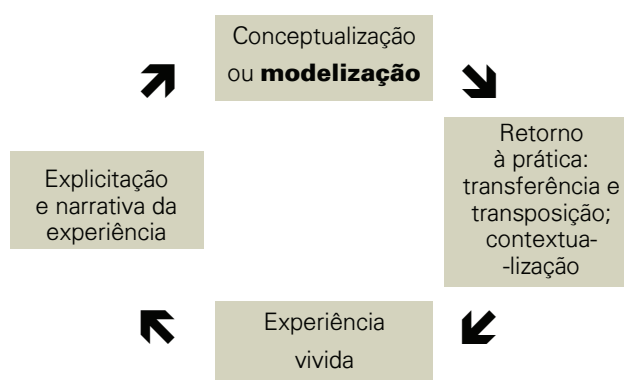 Conceptualização
ou modelização
Retorno
à prática:
transferência e
transposição;
contextua-
-lização
Explicitação
e narrativa da
experiência
Experiência
vivida